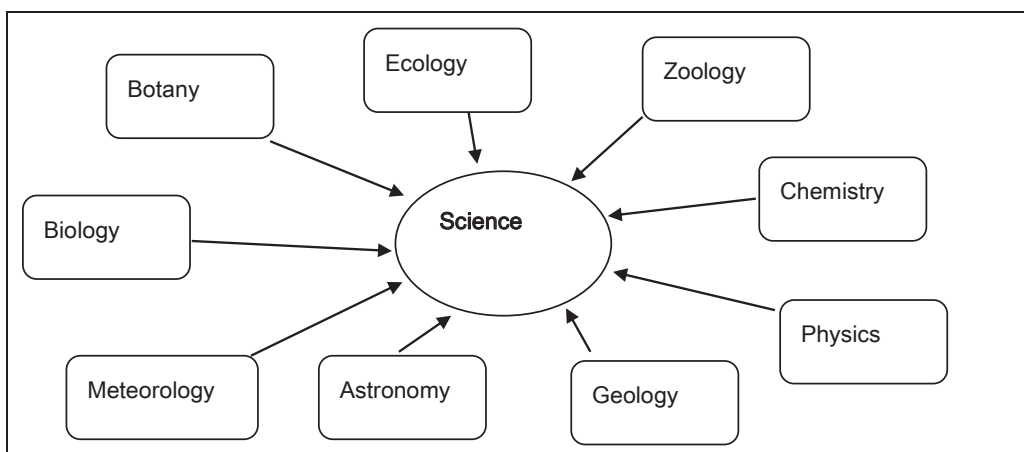 Ecology
Zoology
Botany
Chemistry
Science
Biology
Physics
Meteorology
Astronomy
Geology